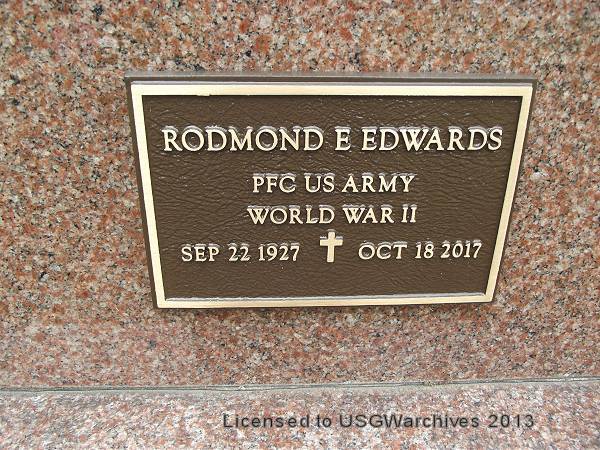 RODMOND E EDWARDS
PFC US ARMY
WORLD WAR II
SEP 22 1927 OCT 18 2017
Licensed to USGWarchives 2013